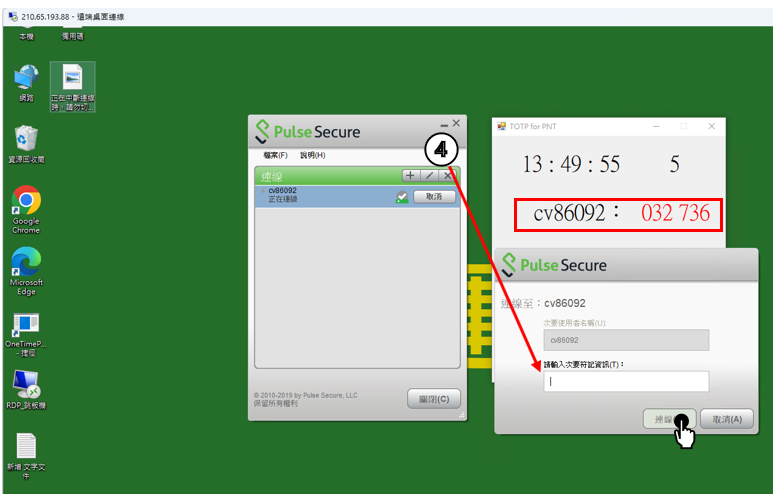 210.65.193.88 - 遠端桌面連線
本機
備用碼
網路
正在中斷連線
時，請勿切...
資源回收筒
Google
Chrome
Microsoft
Edge
OneTimeP...
- 捷徑
RDP_跳板機
新增 文字文
件
Pulse Secure
檔案(F) 說明(H)
連線
cv86092
正在連線
取消
© 2010-2019 by Pulse Secure, LLC
保留所有權利
關閉(C)
4
TOTP for PNT
13 : 49 : 55 5
cv86092： 032 736
Pulse Secure
連線至：cv86092
次要使用者名稱(U):
cv86092
請輸入次要符記資訊(T)：
連線
取消(A)